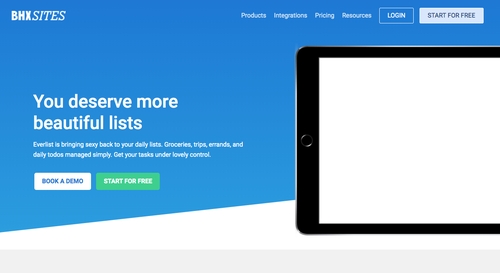 BHXSITES
Products Integrations Pricing Resources LOGIN START FOR FREE
You deserve more
beautiful lists
Everlist is bringing sexy back to your daily lists. Groceries, trips, errands, and
daily todos managed simply. Get your tasks under lovely control.
BOOK A DEMO START FOR FREE